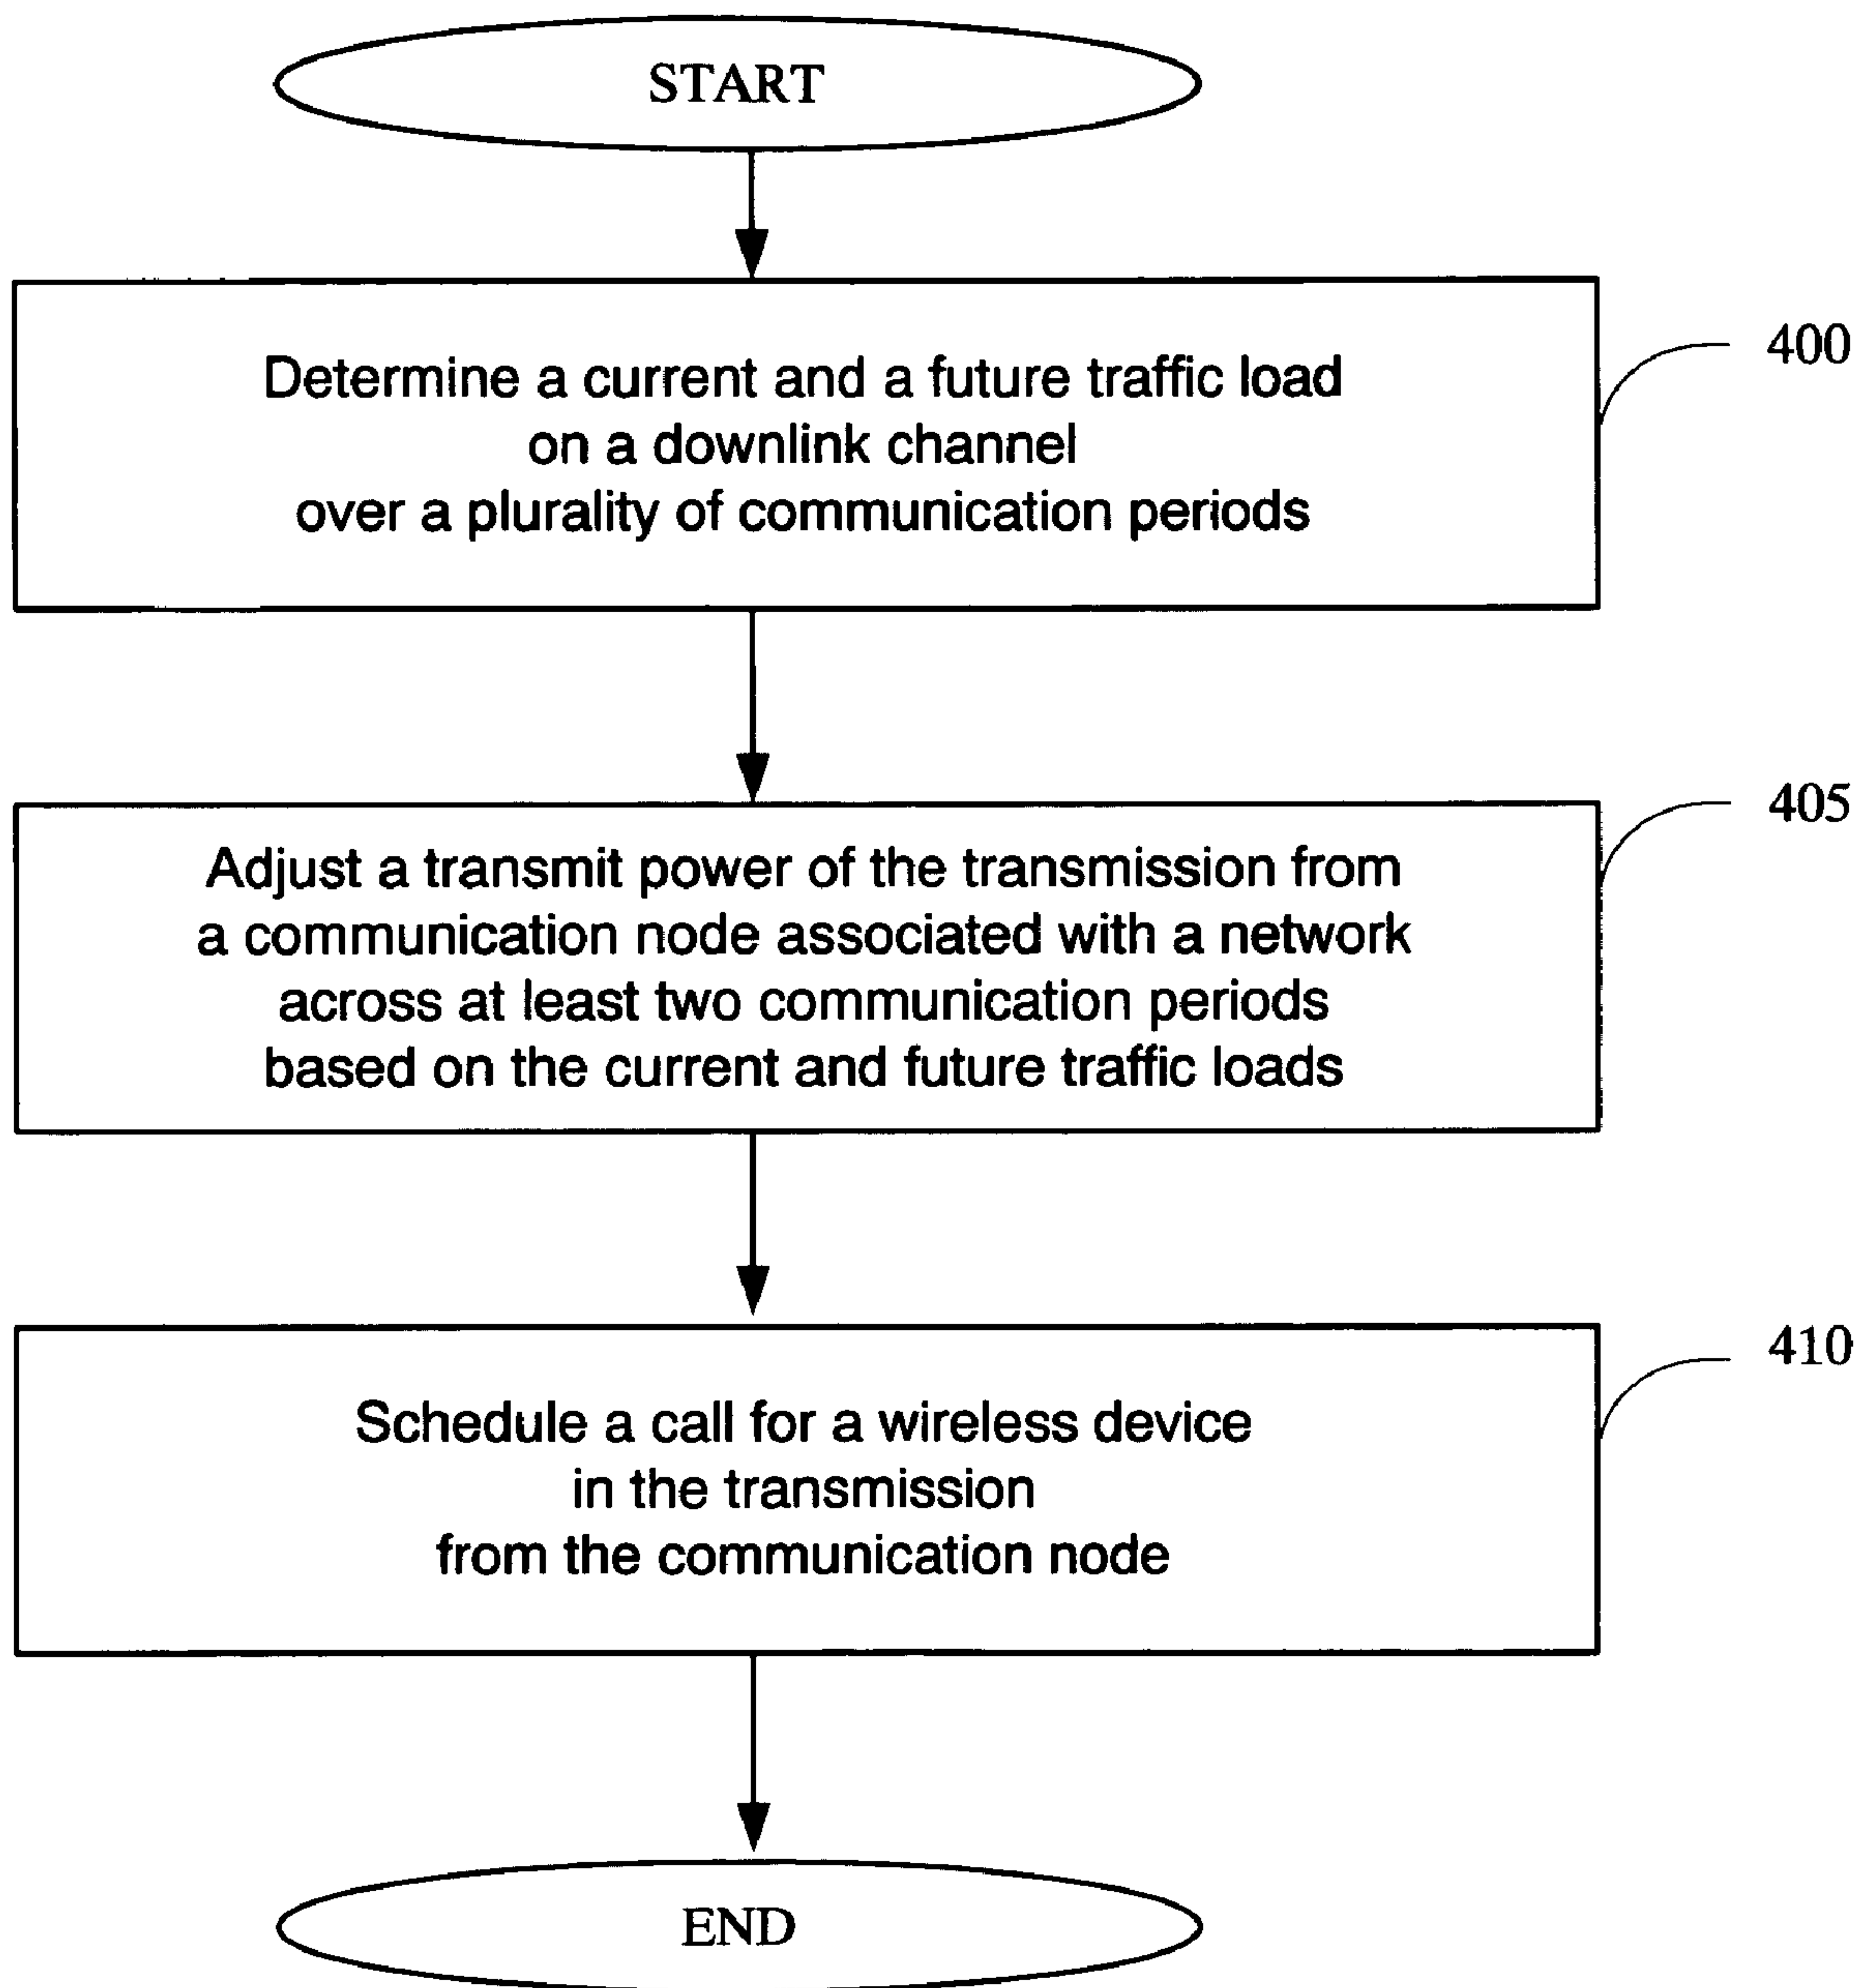 START
Determine a current and a future traffic load
on a downlink channel
over a plurality of communication periods
400
Adjust a transmit power of the transmission from
a communication node associated with a network
across at least two communication periods
based on the current and future traffic loads
405
Schedule a call for a wireless device
in the transmission
from the communication node
410
END